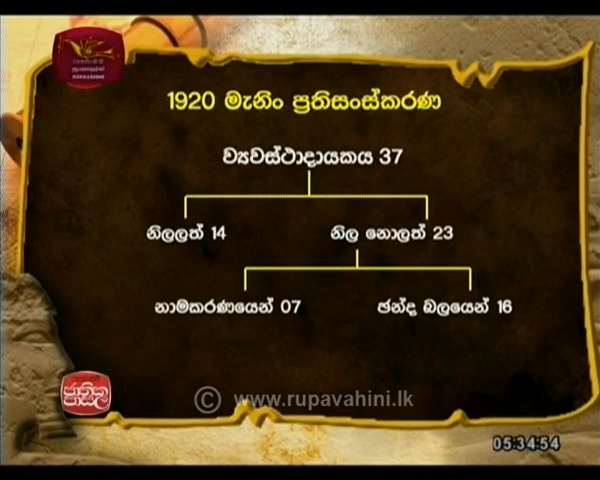 1920 මැනිං ප්‍රතිසංස්කරණ
ව්‍යවස්ථාදායකය 37
නිලලත් 14
නිල නොලත් 23
නාමකරණයෙන් 07
ඡන්ද බලයෙන් 16
ජාතික
පාසල
© www.rupavahini.lk
05:34:54